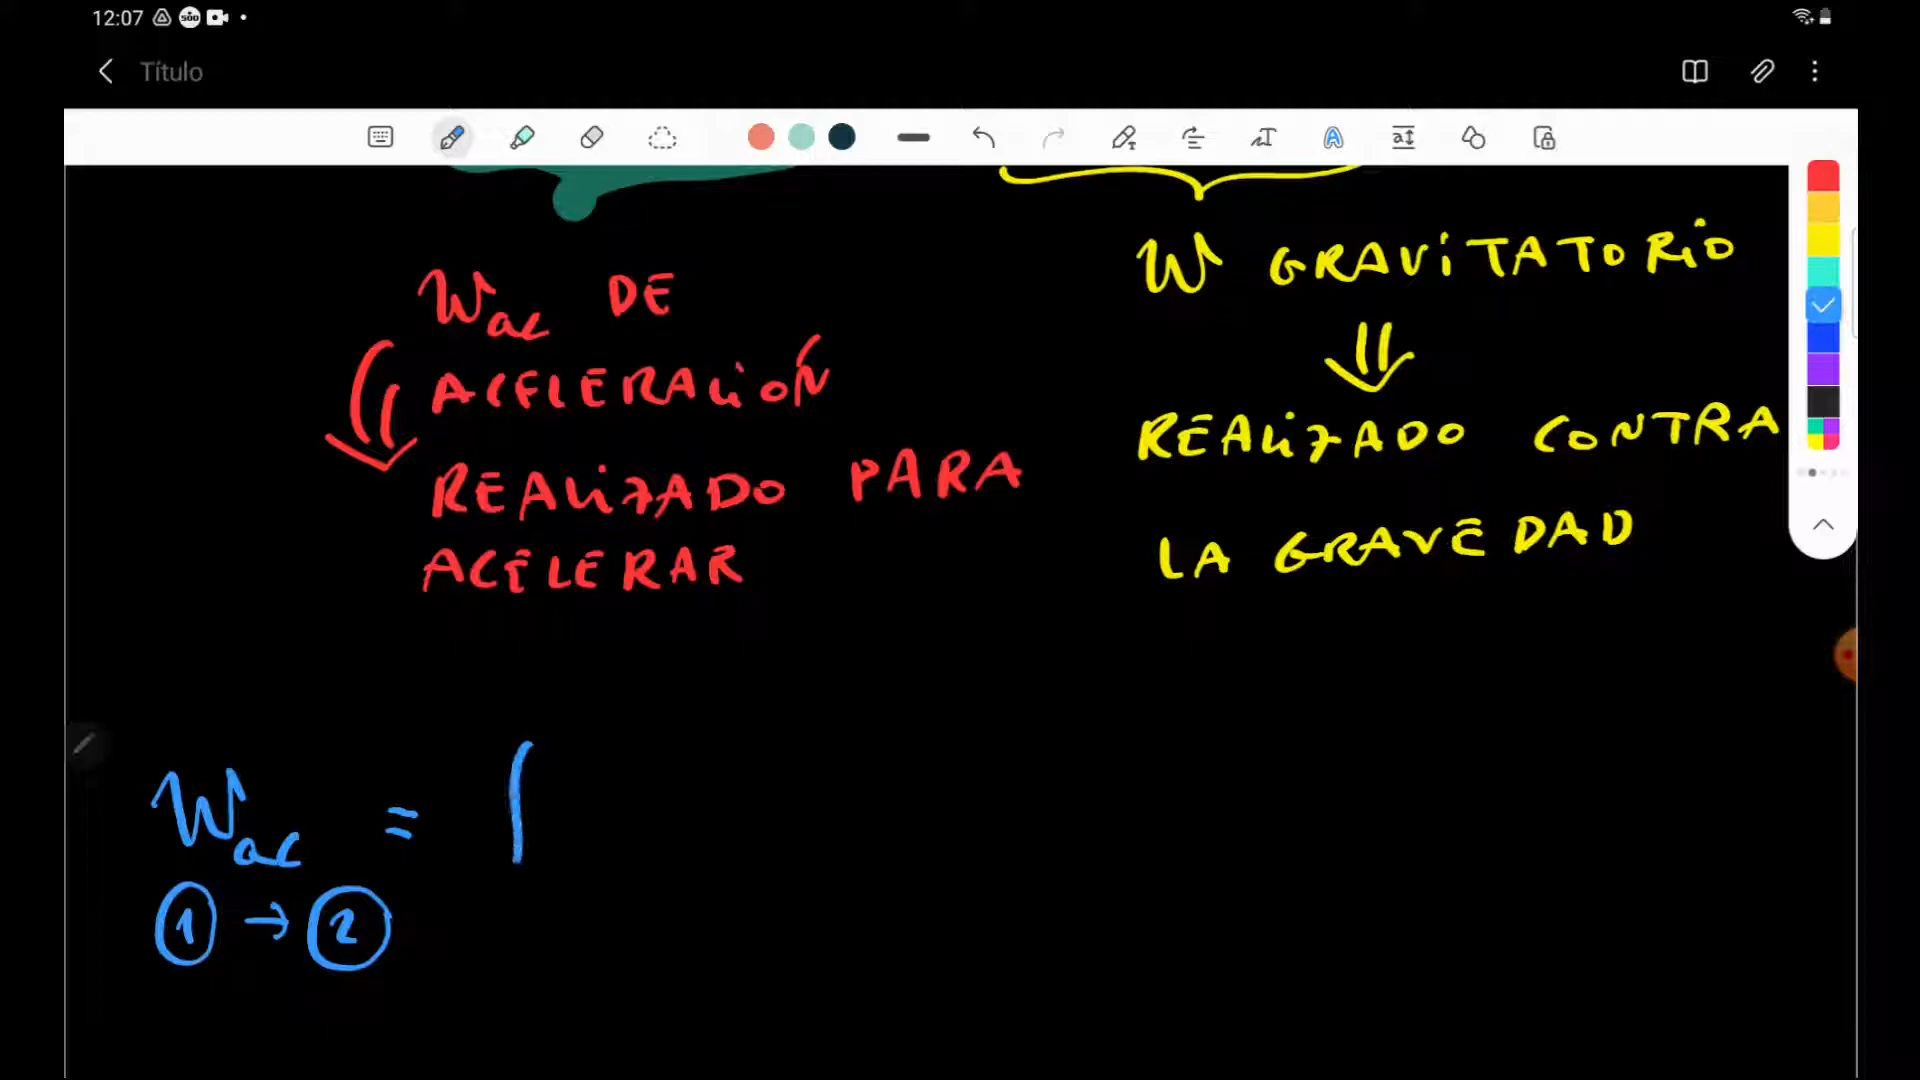 12:07
Título
W GRAVITATORIO
Wac DE
ACELERACIÓN
REALIZADO CONTRA
REALIZADO PARA
LA GRAVEDAD
ACELERAR
Wac = ∫
1 → 2